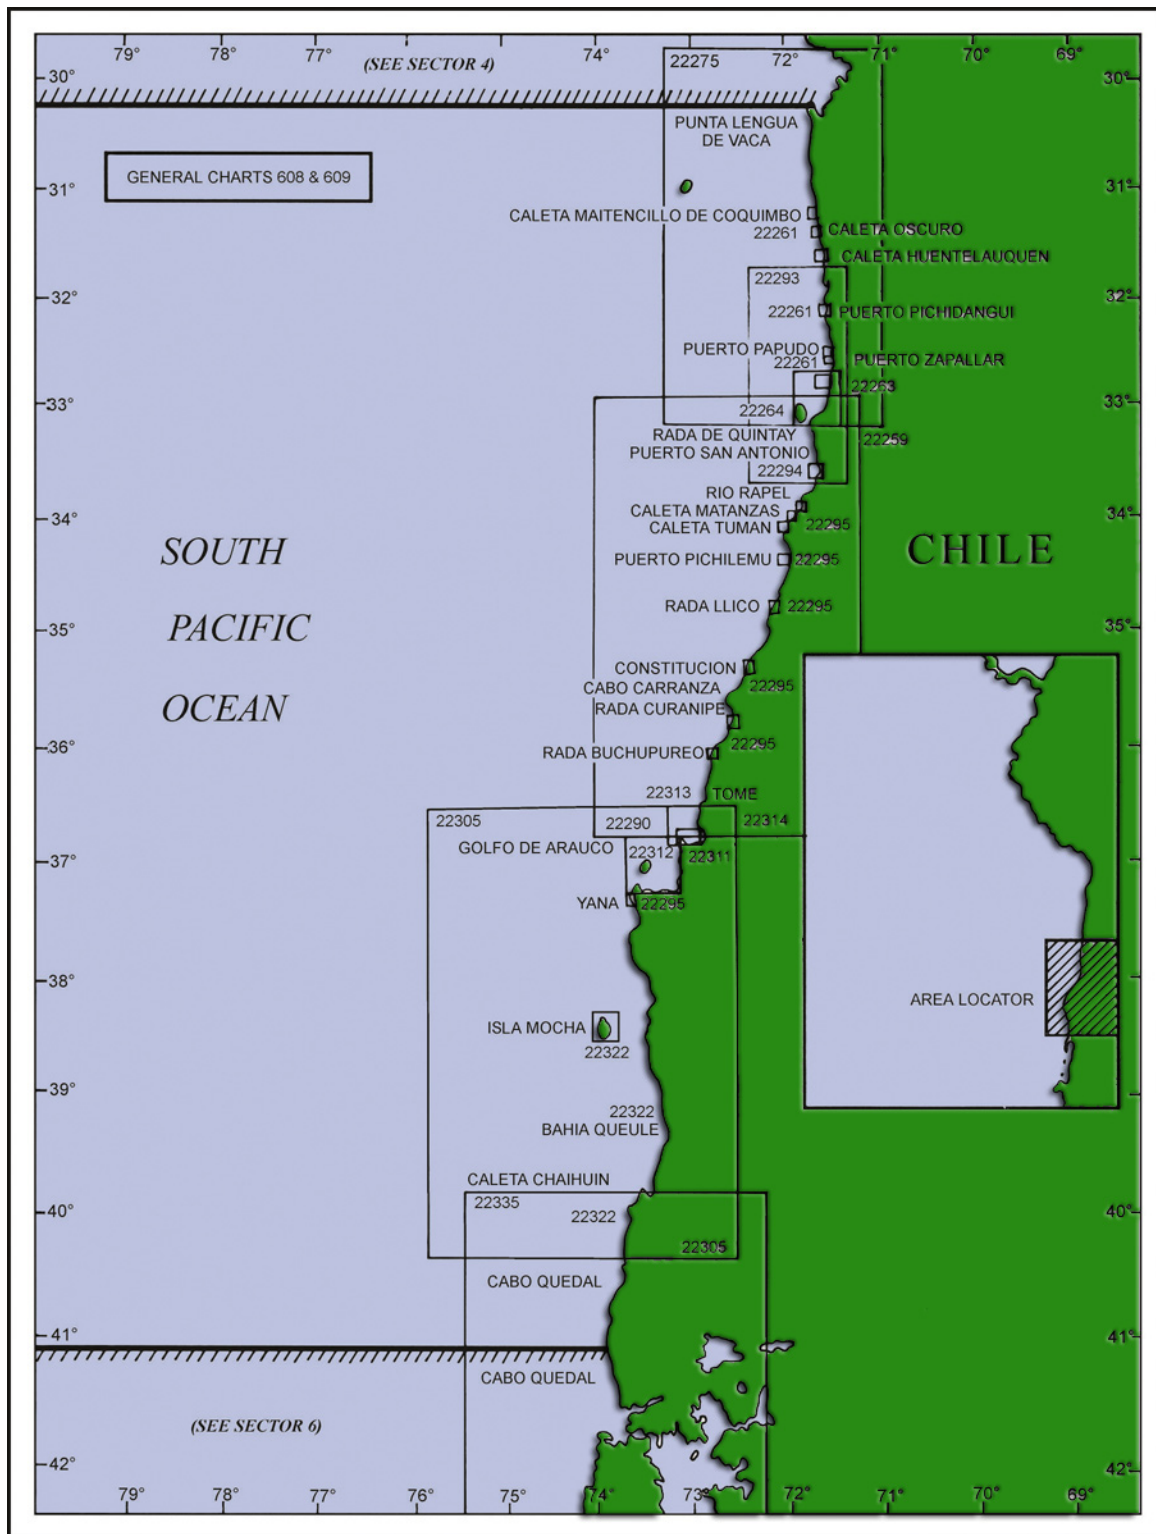 79° 78° 77° 74° 72° 71° 70° 69°
(SEE SECTOR 4)
22275
30° 30°
PUNTA LENGUA
DE VACA
GENERAL CHARTS 608 & 609
31° 31°
CALETA MAITENCILLO DE COQUIMBO
22261 CALETA OSCURO
CALETA HUENTELAUQUEN
22293
32° 32°
22261 PUERTO PICHIDANGUI
PUERTO PAPUDO
22261 PUERTO ZAPALLAR
22263
33° 33°
22264
RADA DE QUINTAY 22259
PUERTO SAN ANTONIO
22294
RIO RAPEL
CALETA MATANZAS
34° 34°
CALETA TUMAN 22295
SOUTH CHILE
PUERTO PICHILEMU 22295
RADA LLICO 22295
PACIFIC
35° 35°
CONSTITUCION
CABO CARRANZA 22295
OCEAN
RADA CURANIPE
22295
36°
RADA BUCHUPUREO
22313 TOME
22305 22290 22314
GOLFO DE ARAUCO 22312 22311
37°
YANA 22295
38°
AREA LOCATOR
ISLA MOCHA
22322
39°
22322
BAHIA QUEULE
CALETA CHAIHUIN
22335
40° 40°
22322
22305
CABO QUEDAL
41° 41°
CABO QUEDAL
(SEE SECTOR 6)
42° 42°
79° 78° 77° 76° 75° 74° 73° 72° 71° 70° 69°